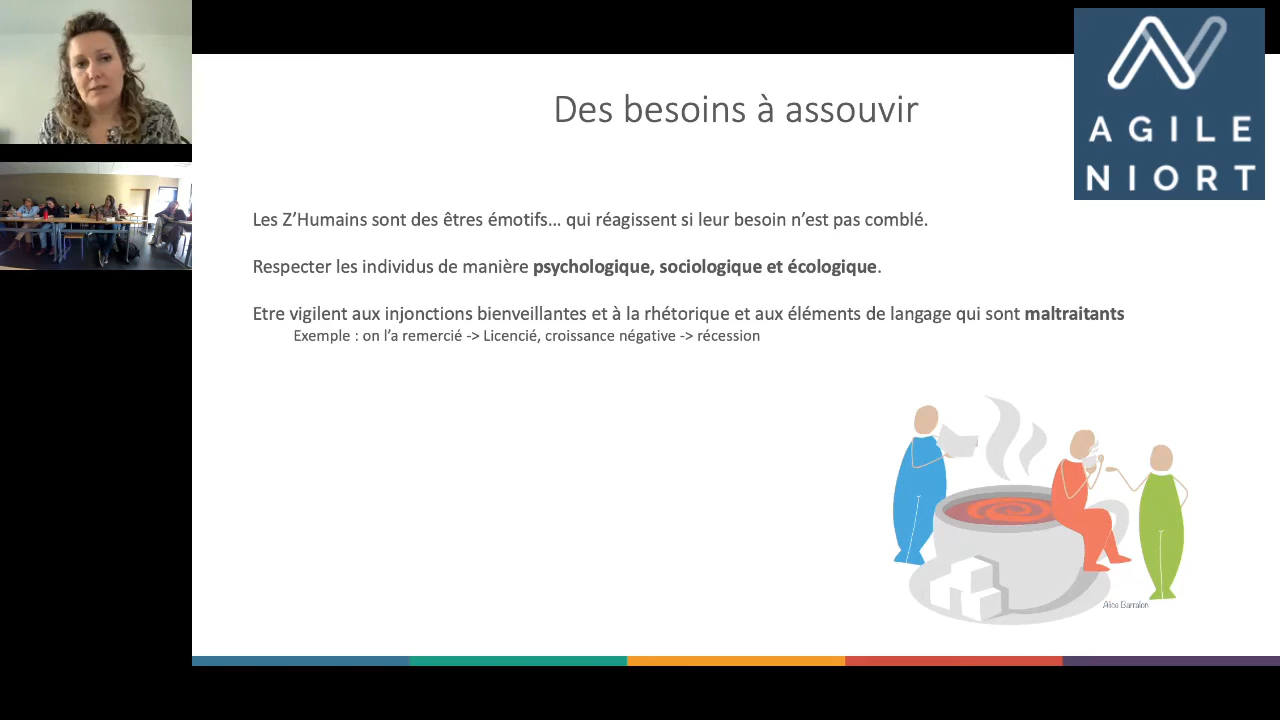 Des besoins à assouvir
AGILE
NIORT
Les Z’Humains sont des êtres émotifs... qui réagissent si leur besoin n’est pas comblé.
Respecter les individus de manière psychologique, sociologique et écologique.
Etre vigilent aux injonctions bienveillantes et à la rhétorique et aux éléments de langage qui sont maltraitants
Exemple : on l’a remercié -> Licencié, croissance négative -> récession
Alice Barralon